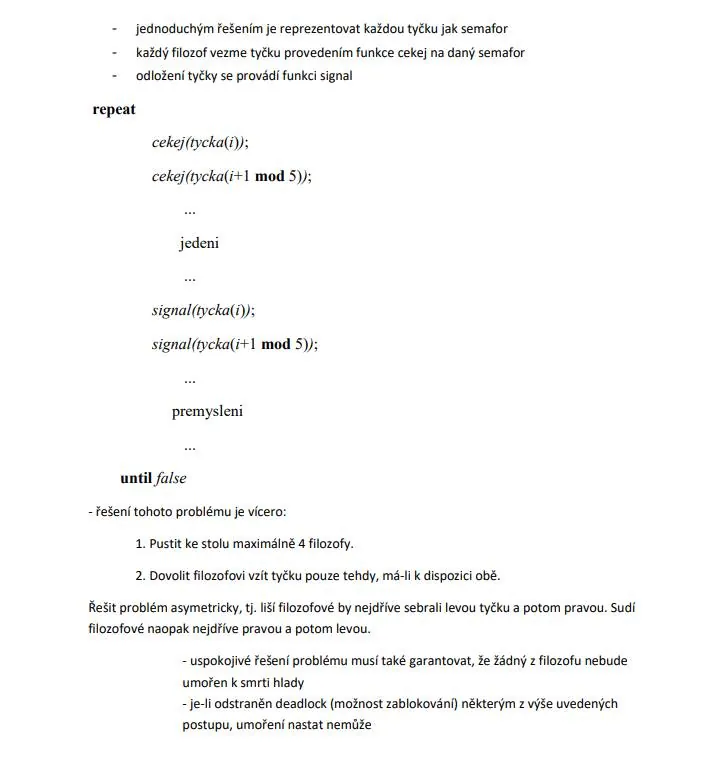 - jednoduchým řešením je reprezentovat každou tyčku jak semafor
- každý filozof vezme tyčku provedením funkce cekej na daný semafor
- odložení tyčky se provádí funkci signal
repeat
cekej(tycka(i));
cekej(tycka(i+1 mod 5));
...
jedeni
...
signal(tycka(i));
signal(tycka(i+1 mod 5));
...
premysleni
...
until false
- řešení tohoto problému je vícero:
1. Pustit ke stolu maximálně 4 filozofy.
2. Dovolit filozofovi vzít tyčku pouze tehdy, má-li k dispozici obě.
Řešit problém asymetricky, tj. liší filozofové by nejdříve sebrali levou tyčku a potom pravou. Sudí
filozofové naopak nejdříve pravou a potom levou.
- uspokojivé řešení problému musí také garantovat, že žádný z filozofu nebude
umořen k smrti hlady
- je-li odstraněn deadlock (možnost zablokování) některým z výše uvedených
postupu, umoření nastat nemůže